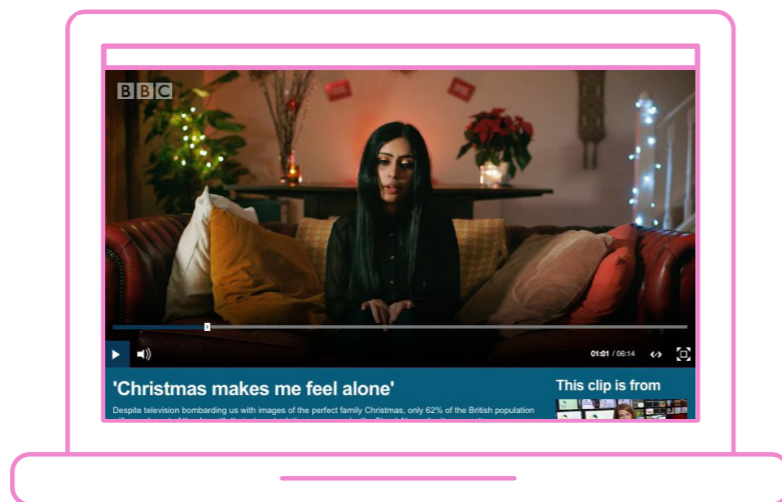 BBC
01:01 / 06:14
'Christmas makes me feel alone'
This clip is from
Despite television bombarding us with images of the perfect family Christmas, only 62% of the British population